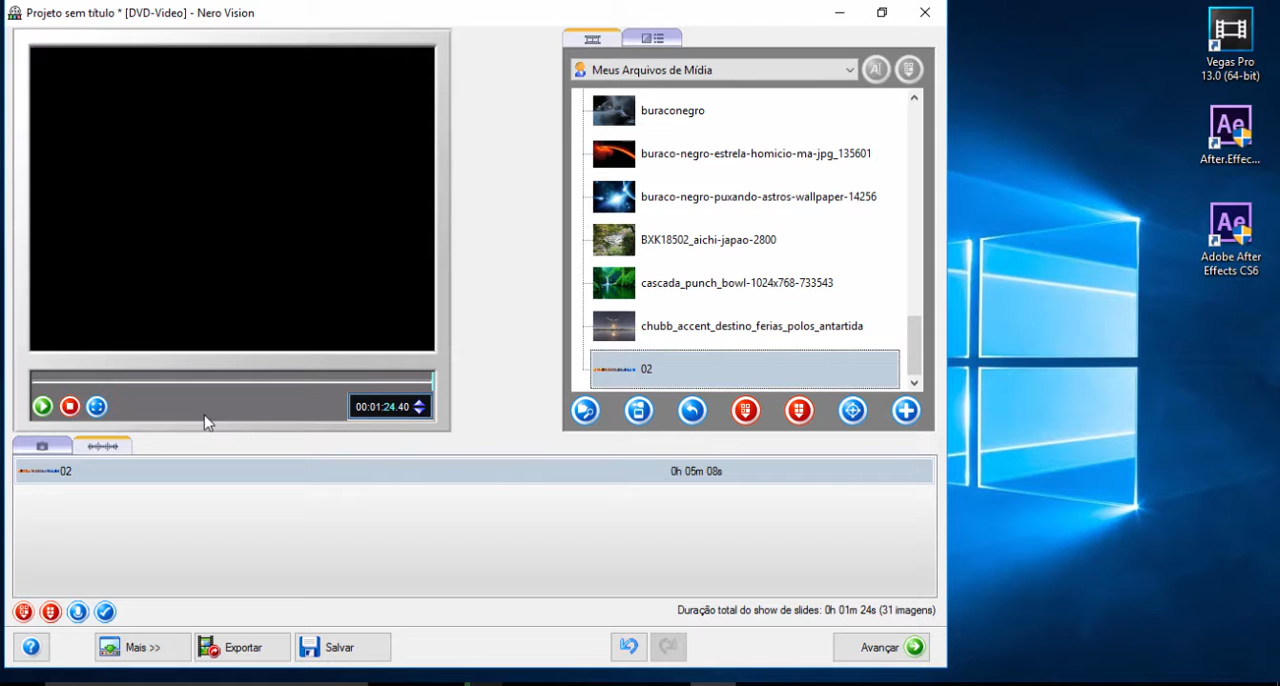 Projeto sem título * [DVD-Video] - Nero Vision
Meus Arquivos de Mídia
buraconegro
buraco-negro-estrela-homicio-ma-jpg_135601
buraco-negro-puxando-astros-wallpaper-14256
BXK18502_aichi-japao-2800
cascada_punch_bowl-1024x768-733543
chubb_accent_destino_ferias_polos_antartida
02
00:01:24.40
02 0h 05m 08s
Duração total do show de slides: 0h 01m 24s (31 imagens)
Mais >>
Exportar
Salvar
Avançar
Vegas Pro
13.0 (64-bit)
Ae
After.Effec...
Ae
Adobe After
Effects CS6